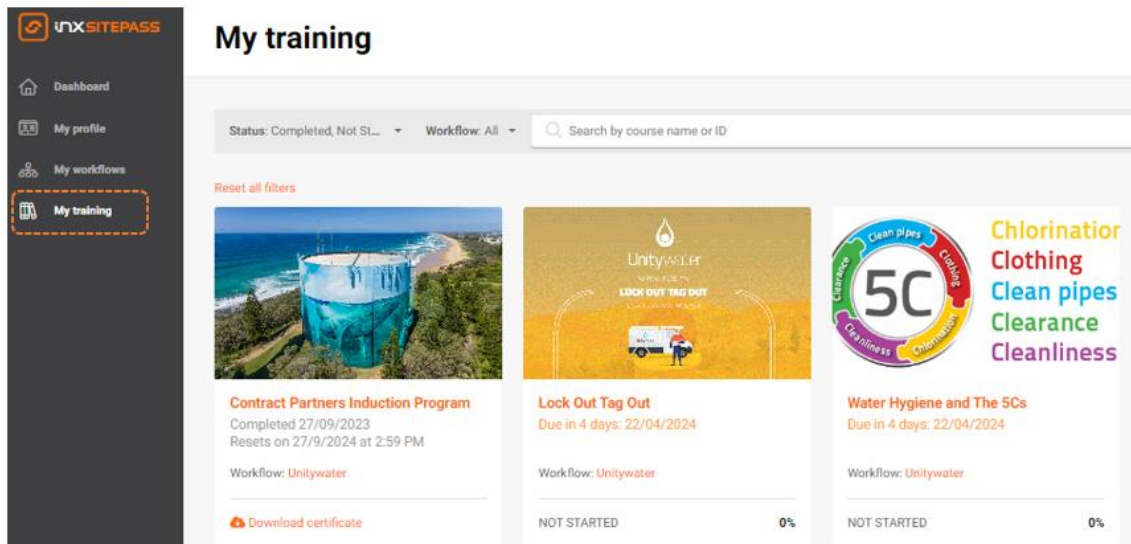 inx SITEPASS
My training
Dashboard
My profile
My workflows
My training
Status: Completed, Not St...
Workflow: All
Search by course name or ID
Reset all filters
Unitywater
LOCK OUT TAG OUT
Clean pipes
Clothing
Chlorination
Cleanliness
Clearance
5C
Chlorination
Clothing
Clean pipes
Clearance
Cleanliness
Contract Partners Induction Program
Completed 27/09/2023
Resets on 27/9/2024 at 2:59 PM
Workflow: Unitywater
Download certificate
Lock Out Tag Out
Due in 4 days: 22/04/2024
Workflow: Unitywater
NOT STARTED 0%
Water Hygiene and The 5Cs
Due in 4 days: 22/04/2024
Workflow: Unitywater
NOT STARTED 0%